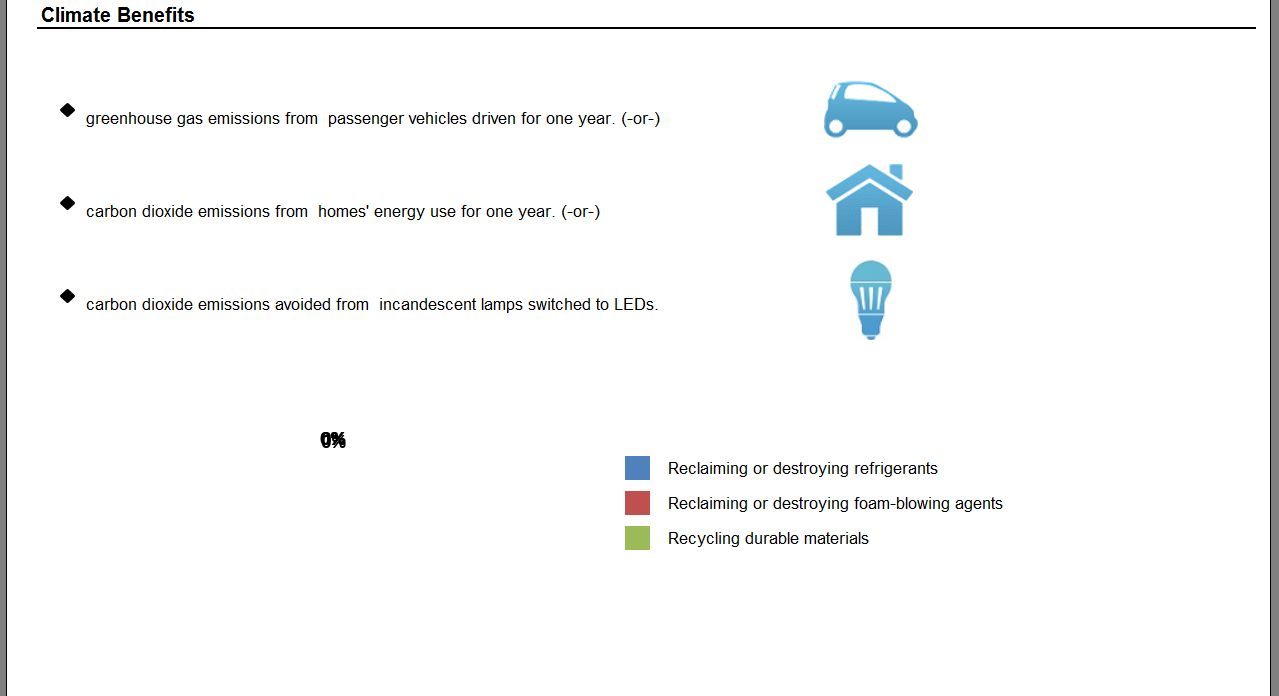 Climate Benefits
greenhouse gas emissions from  passenger vehicles driven for one year. (-or-)
carbon dioxide emissions from  homes' energy use for one year. (-or-)
carbon dioxide emissions avoided from  incandescent lamps switched to LEDs.
0%
Reclaiming or destroying refrigerants
Reclaiming or destroying foam-blowing agents
Recycling durable materials